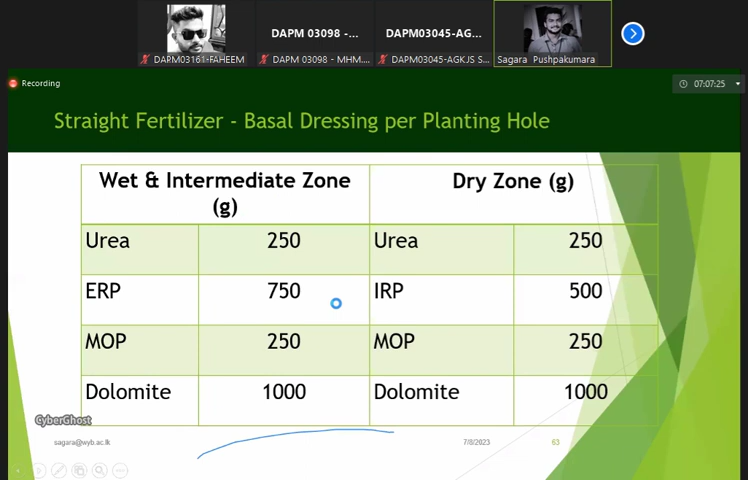 DAPM 03098 -...
DAPM03045-AG...
DAPM03161-FAHEEM
DAPM 03098 - MHM....
DAPM03045-AGKJS S...
Sagara Pushpakumara
Recording
07:07:25
Straight Fertilizer - Basal Dressing per Planting Hole
Wet & Intermediate Zone (g)
Dry Zone (g)
Urea 250 Urea 250
ERP 750 IRP 500
MOP 250 MOP 250
Dolomite 1000 Dolomite 1000
CyberGhost
sagara@wyb.ac.lk
7/8/2023
63